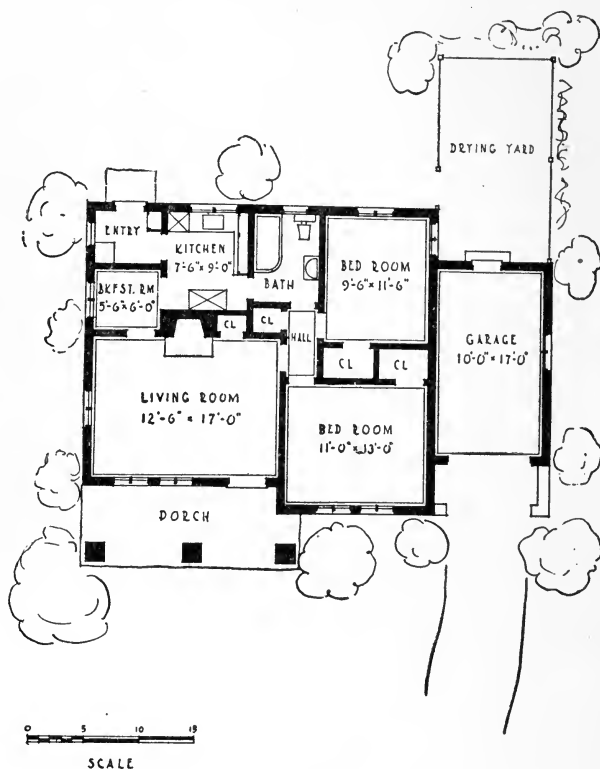 DRYING YARD
ENTRY
KITCHEN
7'-6" x 9'-0"
BATH
BED ROOM
9'-6" x 11'-6"
BKFST. RM
5'-6" x 6'-0"
CL
CL
HALL
GARAGE
10'-0" x 17'-0"
CL
CL
LIVING ROOM
12'-6" x 17'-0"
BED ROOM
11'-0" x 13'-0"
PORCH
0 5 10 15
SCALE